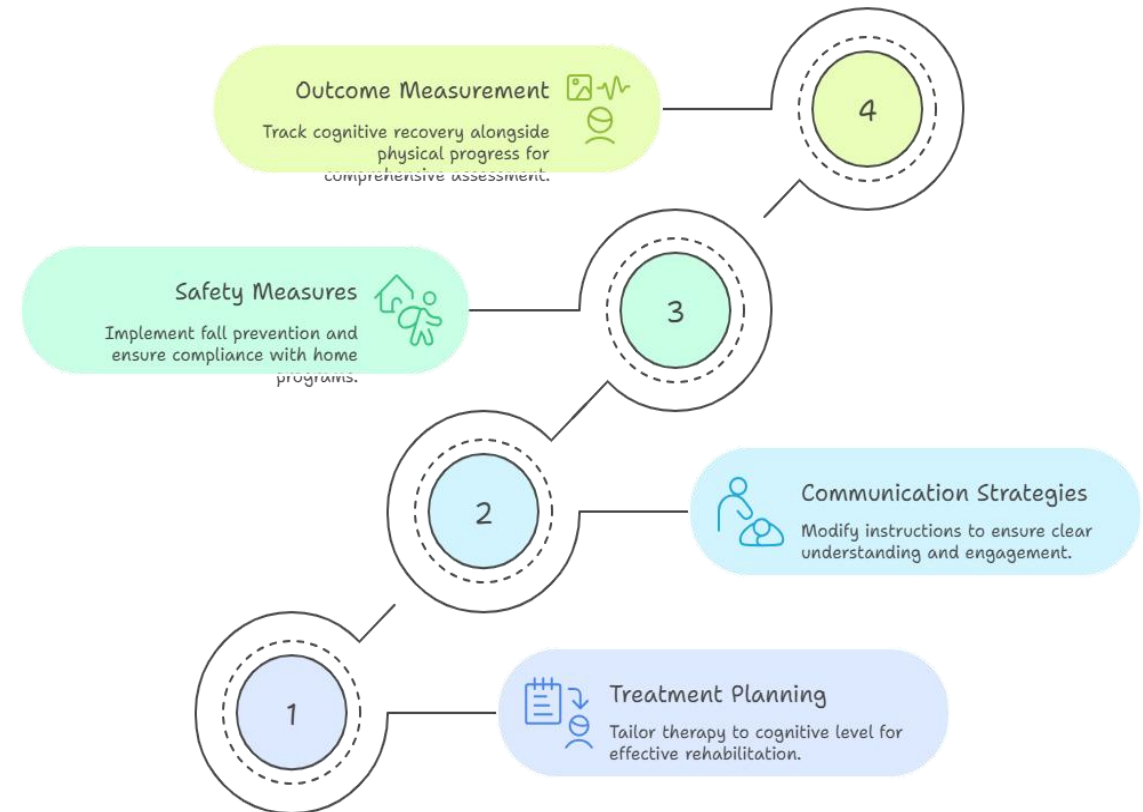 Outcome Measurement
Track cognitive recovery alongside
physical progress for
comprehensive assessment.
4
Safety Measures
Implement fall prevention and
ensure compliance with home
programs.
3
2
Communication Strategies
Modify instructions to ensure clear
understanding and engagement.
1
Treatment Planning
Tailor therapy to cognitive level for
effective rehabilitation.